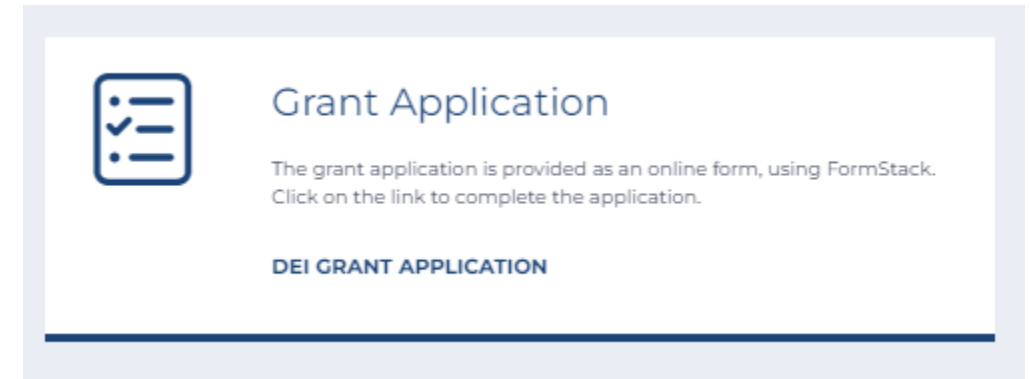 Grant Application
The grant application is provided as an online form, using FormStack.
Click on the link to complete the application.
DEI GRANT APPLICATION